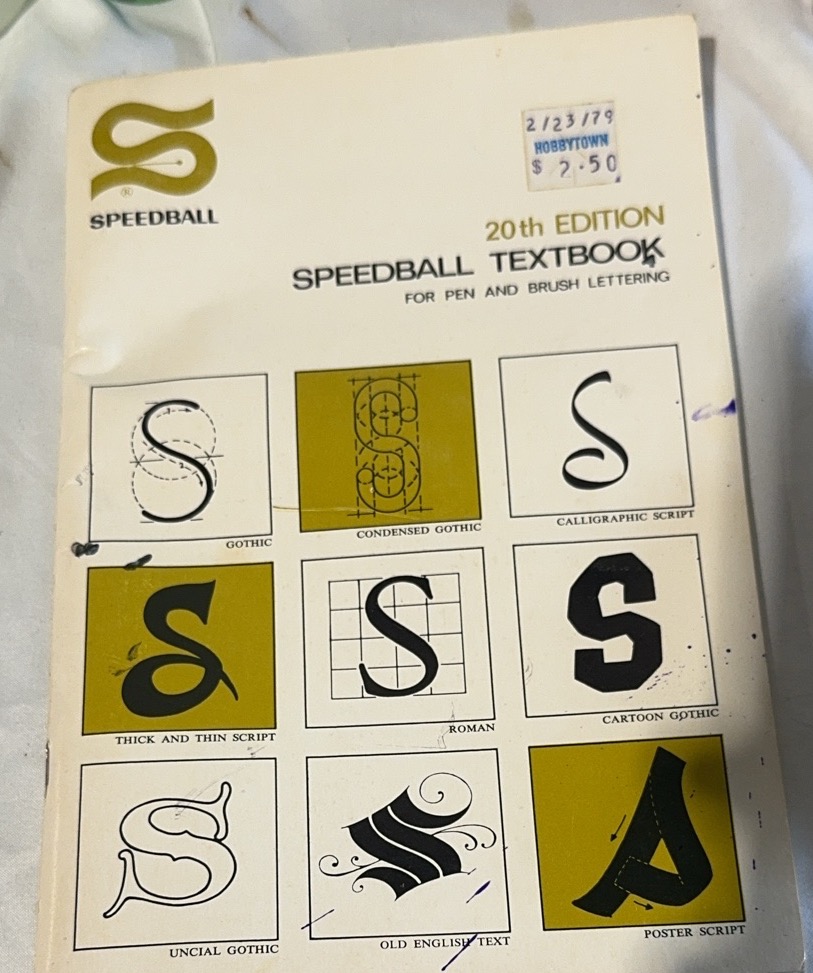 S
®
SPEEDBALL
2/23/79
HOBBYTOWN
$ 2.50
20th EDITION
SPEEDBALL TEXTBOOK
FOR PEN AND BRUSH LETTERING
S S S
GOTHIC CONDENSED GOTHIC CALLIGRAPHIC SCRIPT
S S S
THICK AND THIN SCRIPT ROMAN CARTOON GOTHIC
S S S
UNCIAL GOTHIC OLD ENGLISH TEXT POSTER SCRIPT